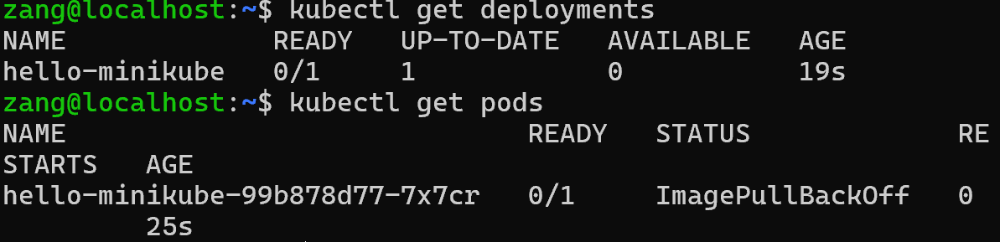 zang@localhost:~$ kubectl get deployments
NAME             READY   UP-TO-DATE   AVAILABLE   AGE
hello-minikube   0/1     1            0           19s
zang@localhost:~$ kubectl get pods
NAME                             READY   STATUS             RE
STARTS   AGE
hello-minikube-99b878d77-7x7cr   0/1     ImagePullBackOff   0
         25s